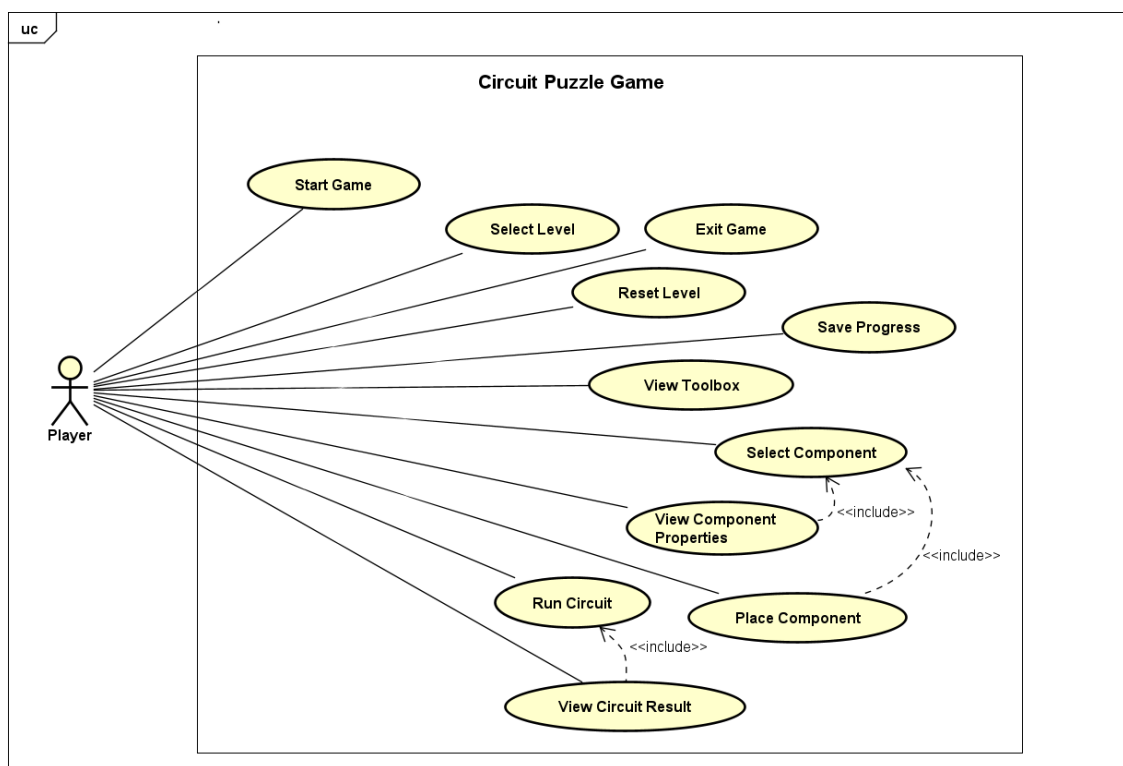 uc
Circuit Puzzle Game
Start Game
Select Level
Exit Game
Reset Level
Save Progress
View Toolbox
Player
Select Component
View Component
Properties
<<include>>
<<include>>
Run Circuit
Place Component
<<include>>
View Circuit Result